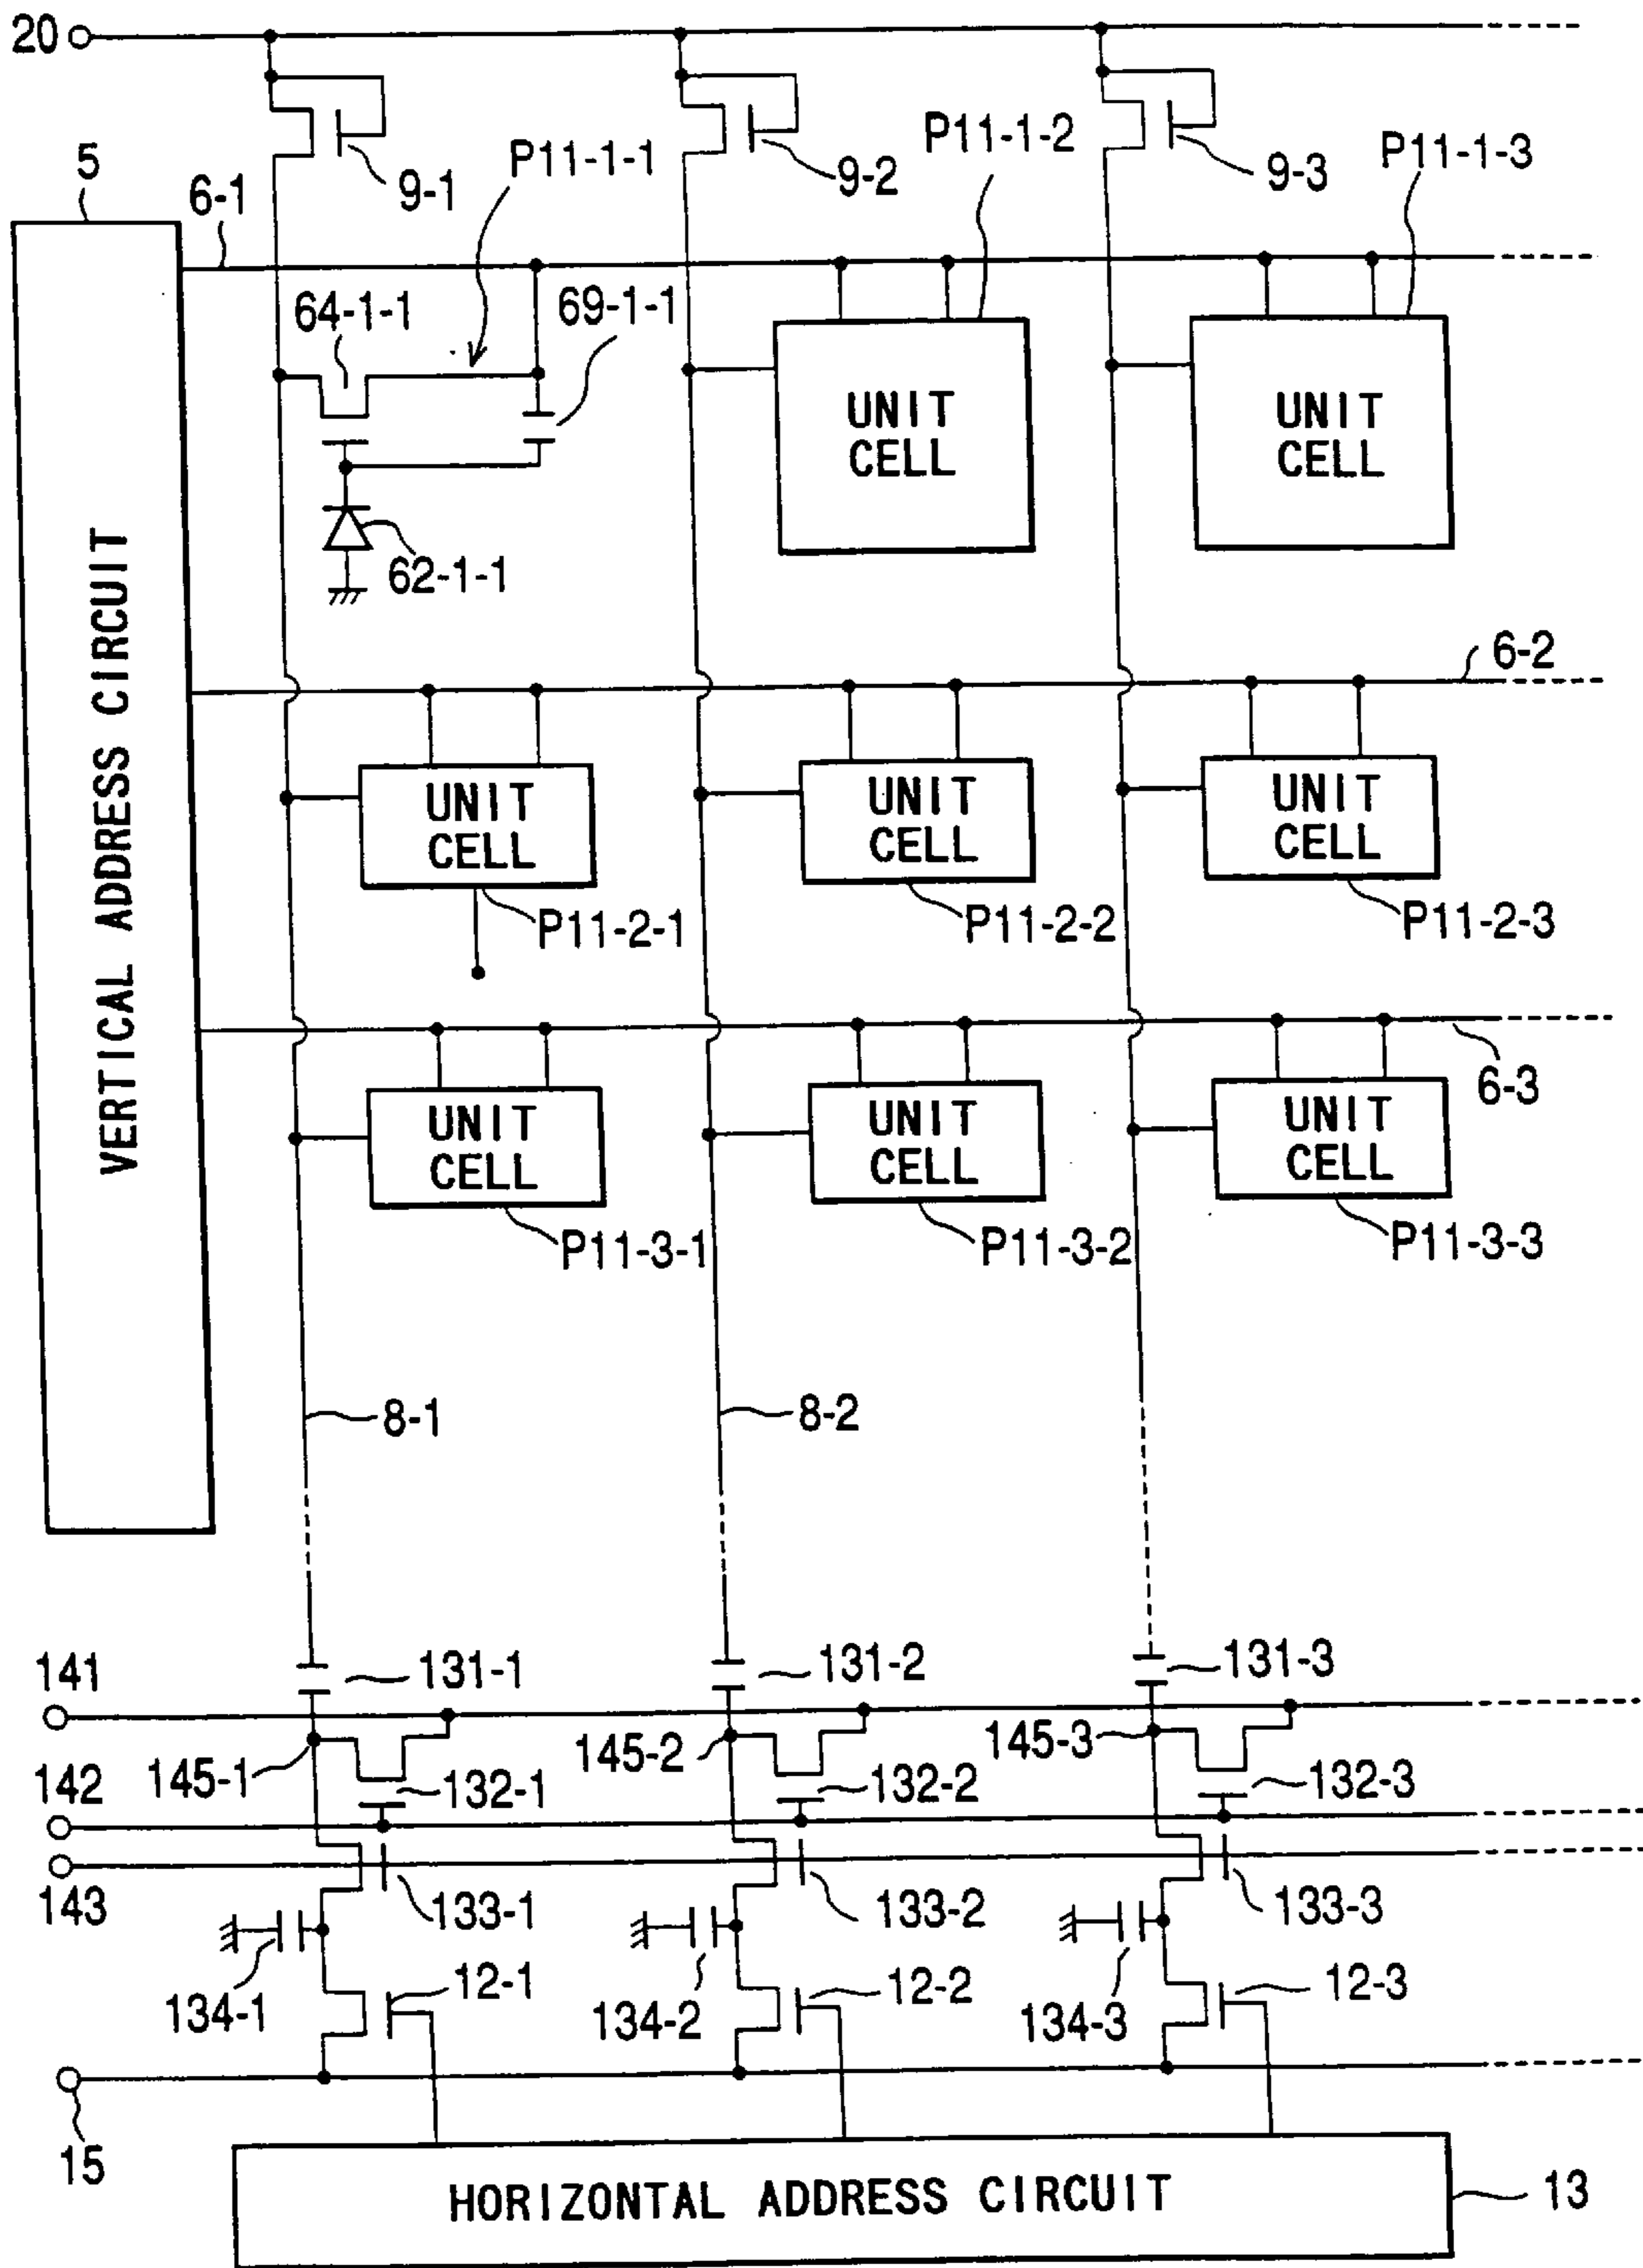 20
9-1
P11-1-1
9-2
P11-1-2
9-3
P11-1-3
5
6-1
64-1-1
69-1-1
UNIT
CELL
UNIT
CELL
62-1-1
VERTICAL ADDRESS CIRCUIT
6-2
UNIT
CELL
UNIT
CELL
UNIT
CELL
P11-2-1
P11-2-2
P11-2-3
6-3
UNIT
CELL
UNIT
CELL
UNIT
CELL
P11-3-1
P11-3-2
P11-3-3
8-1
8-2
141
131-1
131-2
131-3
145-1
145-2
145-3
142
132-1
132-2
132-3
143
133-1
133-2
133-3
134-1
12-1
134-2
12-2
134-3
12-3
15
HORIZONTAL ADDRESS CIRCUIT
13